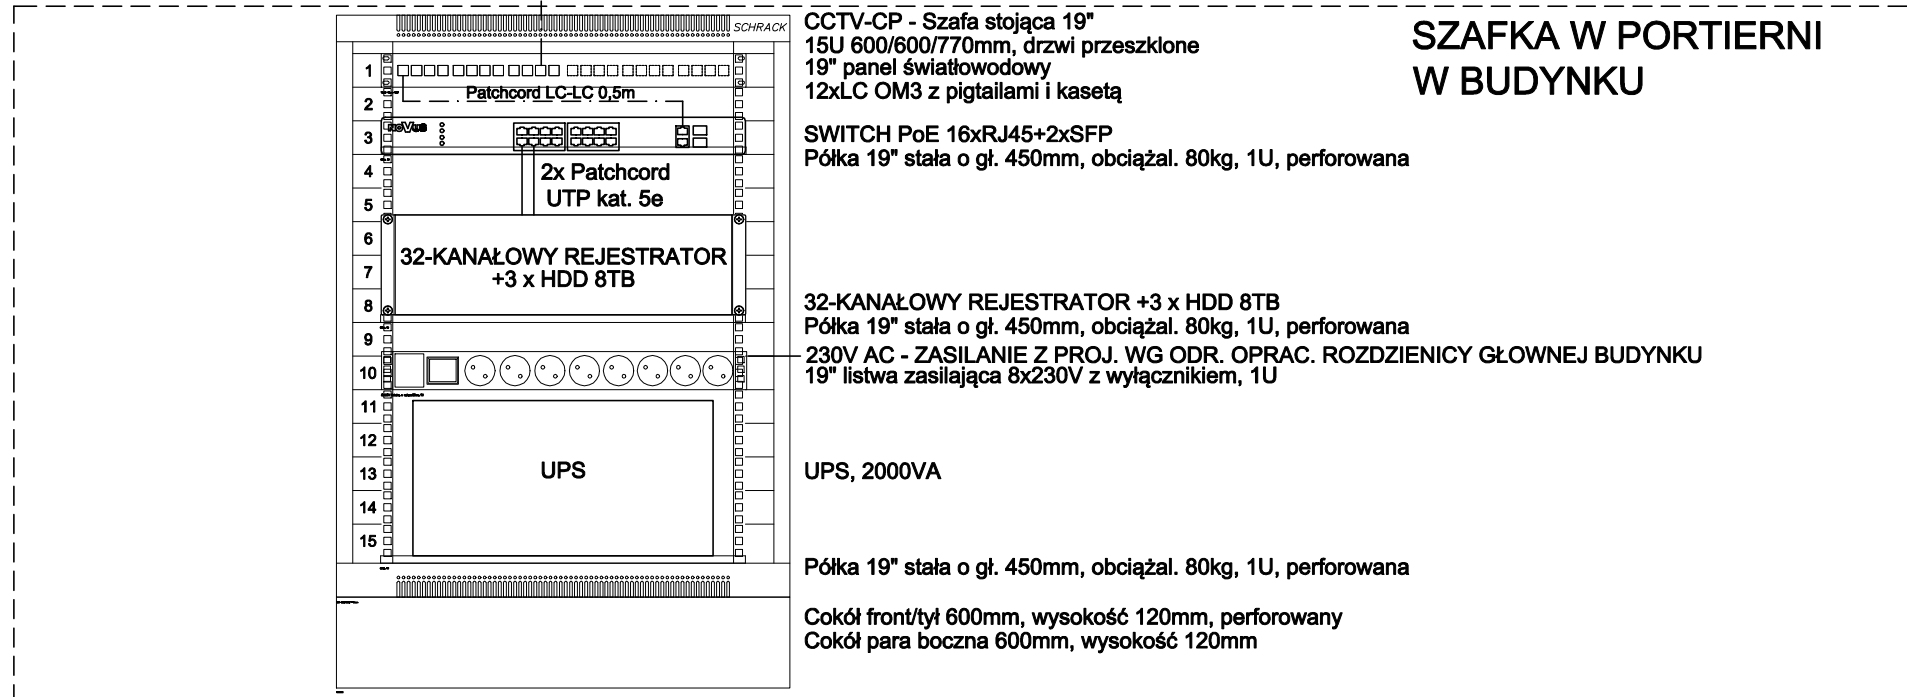 SCHRACK
CCTV-CP - Szafa stojąca 19"
15U 600/600/770mm, drzwi przeszklone
19" panel światłowodowy
12xLC OM3 z pigtailami i kasetą
SZAFKA W PORTIERNI
W BUDYNKU
1
Patchcord LC-LC 0,5m
2
NOVUS
3
SWITCH PoE 16xRJ45+2xSFP
Półka 19" stała o gł. 450mm, obciążal. 80kg, 1U, perforowana
4
2x Patchcord
UTP kat. 5e
5
6
32-KANAŁOWY REJESTRATOR
+3 x HDD 8TB
7
8
32-KANAŁOWY REJESTRATOR +3 x HDD 8TB
Półka 19" stała o gł. 450mm, obciążal. 80kg, 1U, perforowana
9
230V AC - ZASILANIE Z PROJ. WG ODR. OPRAC. ROZDZIENICY GŁOWNEJ BUDYNKU
10
19" listwa zasilająca 8x230V z wyłącznikiem, 1U
11
12
13
UPS
UPS, 2000VA
14
15
Półka 19" stała o gł. 450mm, obciążal. 80kg, 1U, perforowana
Cokół front/tył 600mm, wysokość 120mm, perforowany
Cokół para boczna 600mm, wysokość 120mm